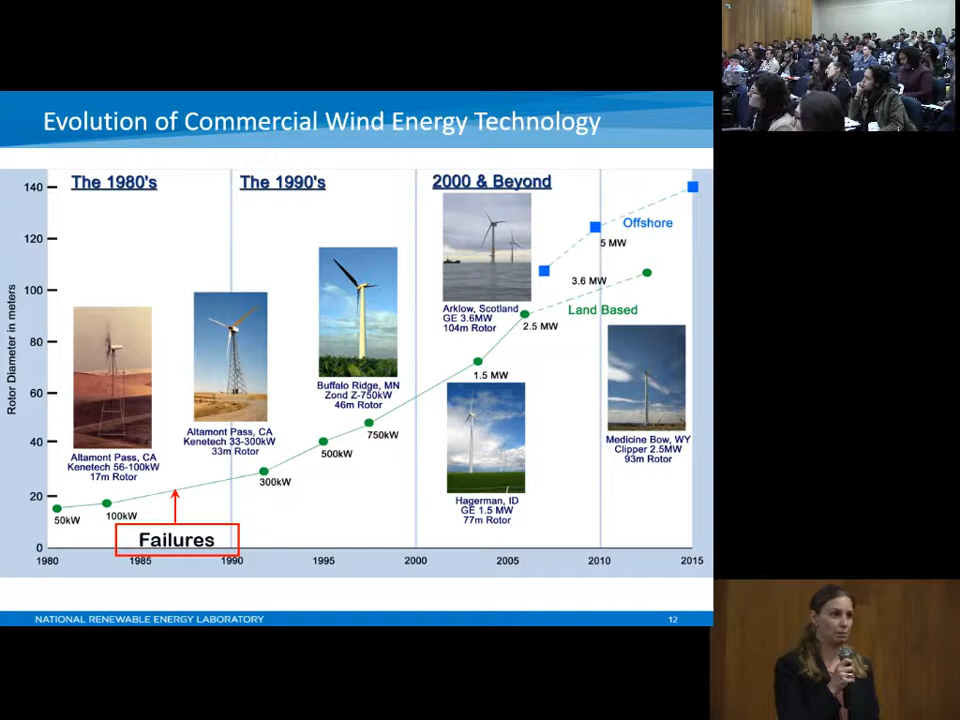 Evolution of Commercial Wind Energy Technology
The 1980's
The 1990's
2000 & Beyond
Rotor Diameter in meters
140
120
100
80
60
40
20
0
Offshore
5 MW
3.6 MW
Land Based
Arklow, Scotland
GE 3.6MW
104m Rotor
2.5 MW
1.5 MW
Buffalo Ridge, MN
Zond Z-750kW
46m Rotor
750kW
Altamont Pass, CA
Kenetech 33-300kW
33m Rotor
500kW
300kW
Altamont Pass, CA
Kenetech 56-100kW
17m Rotor
Medicine Bow, WY
Clipper 2.5MW
93m Rotor
Hagerman, ID
GE 1.5 MW
77m Rotor
50kW
100kW
Failures
1980
1985
1990
1995
2000
2005
2010
2015
NATIONAL RENEWABLE ENERGY LABORATORY
12